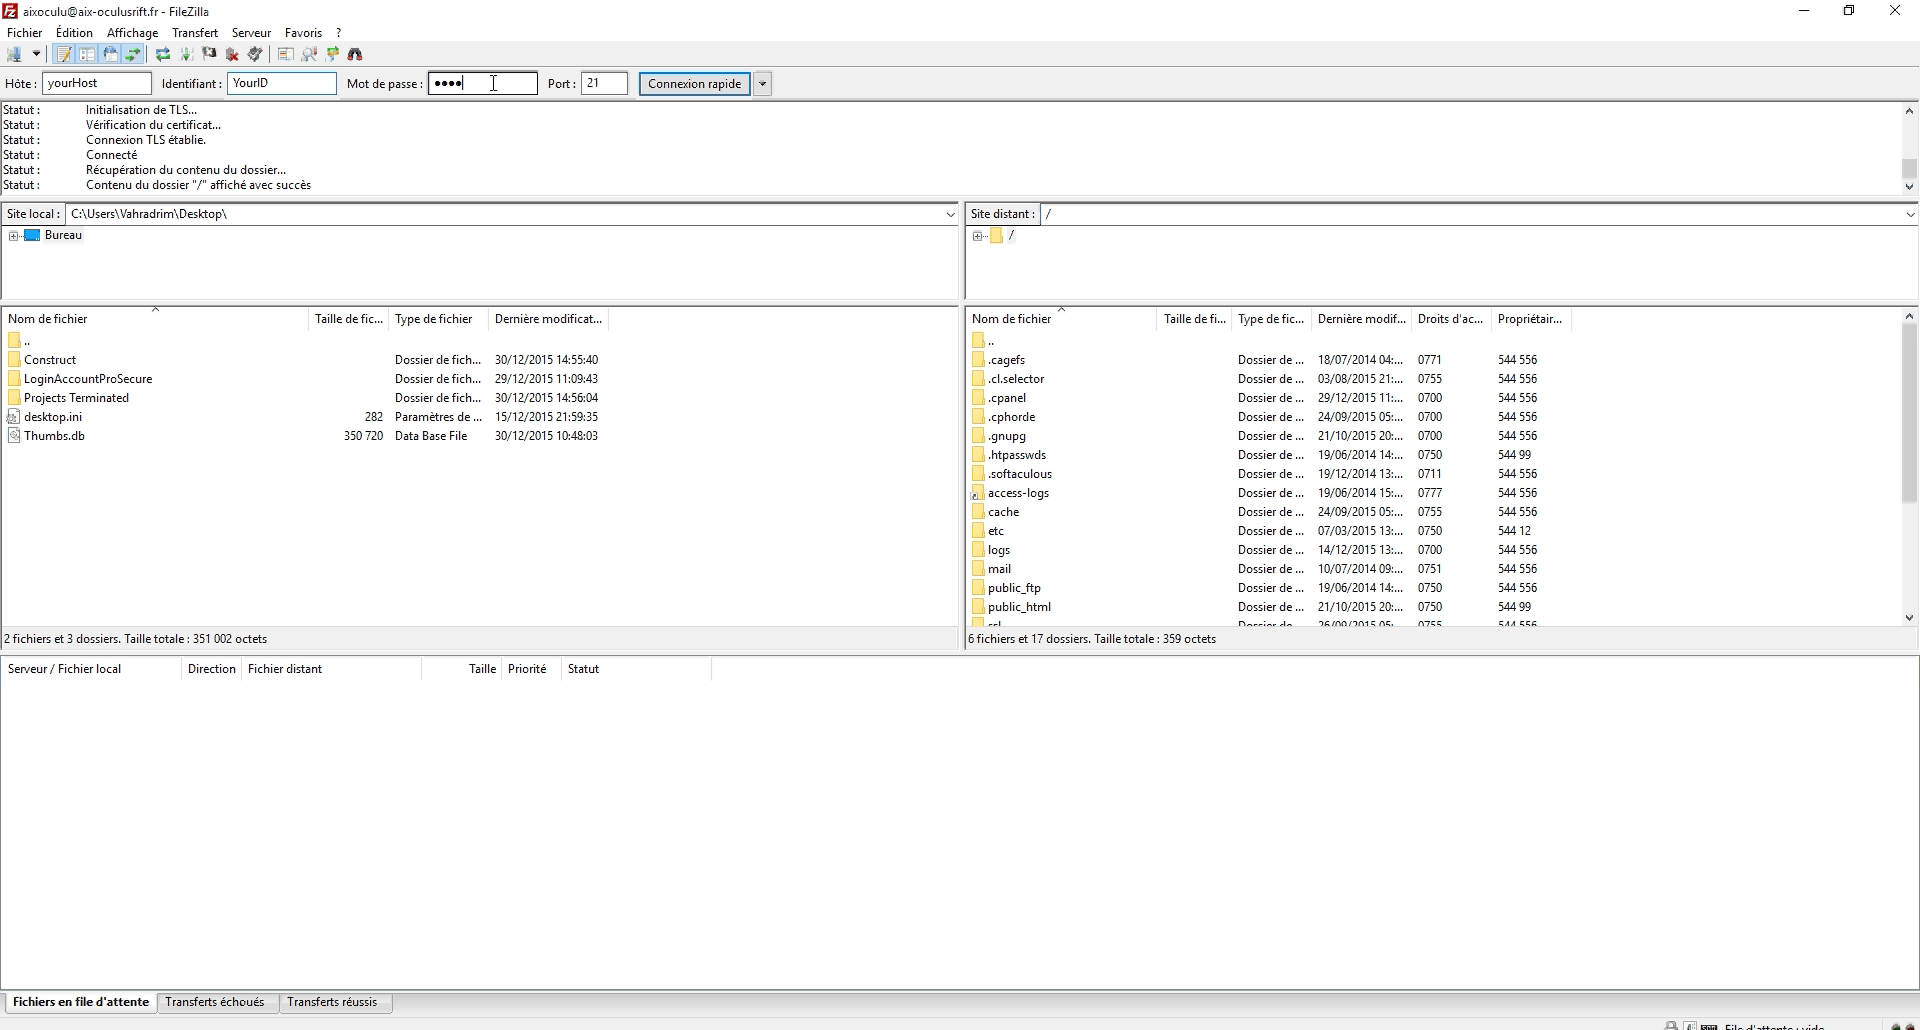 aixoculu@aix-oculusrift.fr - FileZilla
Fichier Édition Affichage Transfert Serveur Favoris ?
Hôte : yourHost Identifiant : YourID Mot de passe : ●●●● Port : 21 Connexion rapide
Statut : Initialisation de TLS...
Statut : Vérification du certificat...
Statut : Connexion TLS établie.
Statut : Connecté
Statut : Récupération du contenu du dossier...
Statut : Contenu du dossier "/" affiché avec succès
Site local : C:\Users\Vahradrim\Desktop\
Bureau
Nom de fichier Taille de fic... Type de fichier Dernière modificat...
..
Construct Dossier de fich... 30/12/2015 14:55:40
LoginAccountProSecure Dossier de fich... 29/12/2015 11:09:43
Projects Terminated Dossier de fich... 30/12/2015 14:56:04
desktop.ini 282 Paramètres de ... 15/12/2015 21:59:35
Thumbs.db 350 720 Data Base File 30/12/2015 10:48:03
2 fichiers et 3 dossiers. Taille totale : 351 002 octets
Site distant : /
/
Nom de fichier Taille de fi... Type de fic... Dernière modif... Droits d'ac... Propriétair...
..
.cagefs Dossier de ... 18/07/2014 04:... 0771 544 556
.cl.selector Dossier de ... 03/08/2015 21:... 0755 544 556
.cpanel Dossier de ... 29/12/2015 11:... 0700 544 556
.cphorde Dossier de ... 24/09/2015 05:... 0700 544 556
.gnupg Dossier de ... 21/10/2015 20:... 0700 544 556
.htpasswds Dossier de ... 19/06/2014 14:... 0750 544 99
.softaculous Dossier de ... 19/12/2014 13:... 0711 544 556
access-logs Dossier de ... 19/06/2014 15:... 0777 544 556
cache Dossier de ... 24/09/2015 05:... 0755 544 556
etc Dossier de ... 07/03/2015 13:... 0750 544 12
logs Dossier de ... 14/12/2015 13:... 0700 544 556
mail Dossier de ... 10/07/2014 09:... 0751 544 556
public_ftp Dossier de ... 19/06/2014 14:... 0750 544 556
public_html Dossier de ... 21/10/2015 20:... 0750 544 99
ssl Dossier de ... 26/09/2015 05:... 0755 544 556
6 fichiers et 17 dossiers. Taille totale : 359 octets
Serveur / Fichier local Direction Fichier distant Taille Priorité Statut
Fichiers en file d'attente Transferts échoués Transferts réussis
File d'attente : vide